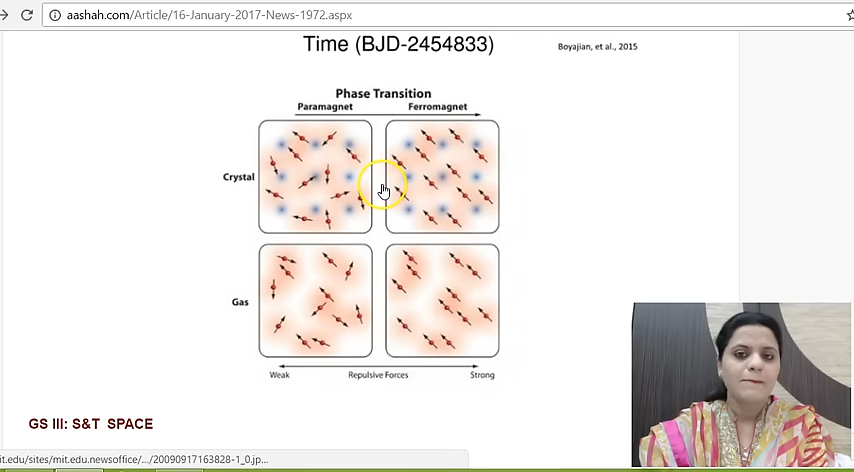 aashah.com/Article/16-January-2017-News-1972.aspx
Time (BJD-2454833)
Boyajian, et al., 2015
Phase Transition
Paramagnet Ferromagnet
Crystal
Gas
Weak Repulsive Forces Strong
GS III: S&T SPACE
it.edu/sites/mit.edu.newsoffice/.../20090917163828-1_0.jp...